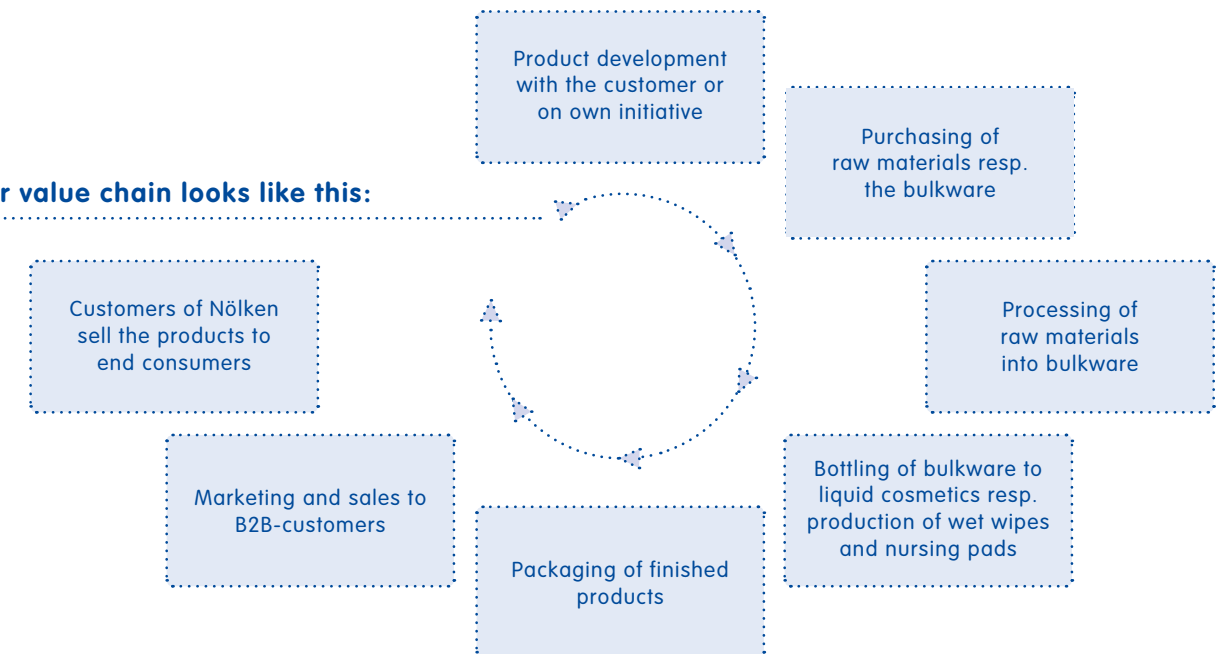 r value chain looks like this:
Product development
with the customer or
on own initiative
Purchasing of
raw materials resp.
the bulkware
Processing of
raw materials
into bulkware
Bottling of bulkware to
liquid cosmetics resp.
production of wet wipes
and nursing pads
Packaging of finished
products
Marketing and sales to
B2B-customers
Customers of Nölken
sell the products to
end consumers